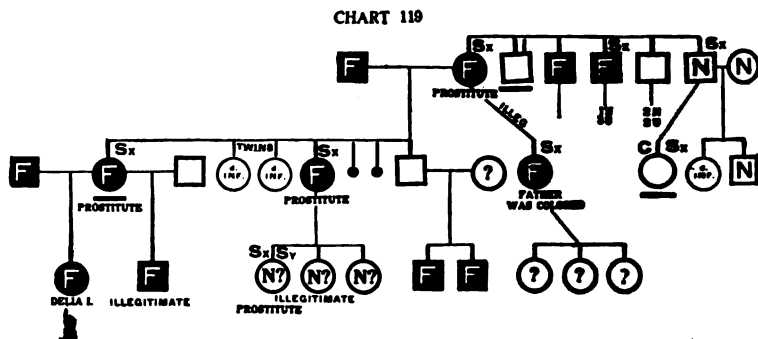 CHART 119
Sx Sx Sx
F F F F N N
PROSTITUTE
ILLEG
Sx TWINS Sx Sx C Sx
F F d. INF. d. INF. F ? F d. INF. N
PROSTITUTE PROSTITUTE FATHER
WAS COLORED
Sx Sy
F F N? N? N? F F ? ? ?
DELIA I. ILLEGITIMATE ILLEGITIMATE
PROSTITUTE